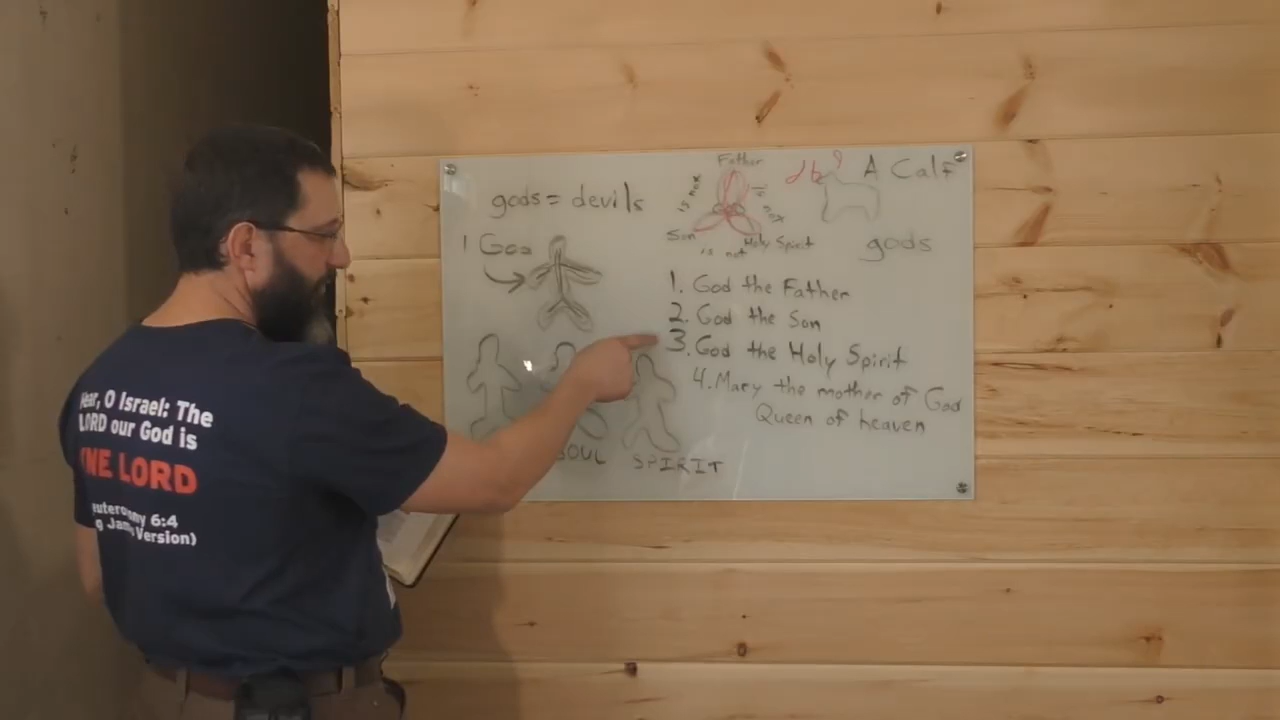 gods = devils
1 God
SOUL
SPIRIT
Father
is not
is not
Son
Holy Spirit
is not
A Calf
gods
1. God the Father
2. God the Son
3. God the Holy Spirit
4. Mary the mother of God
Queen of heaven
Hear, O Israel: The
LORD our God is
ONE LORD
6:4
Version)